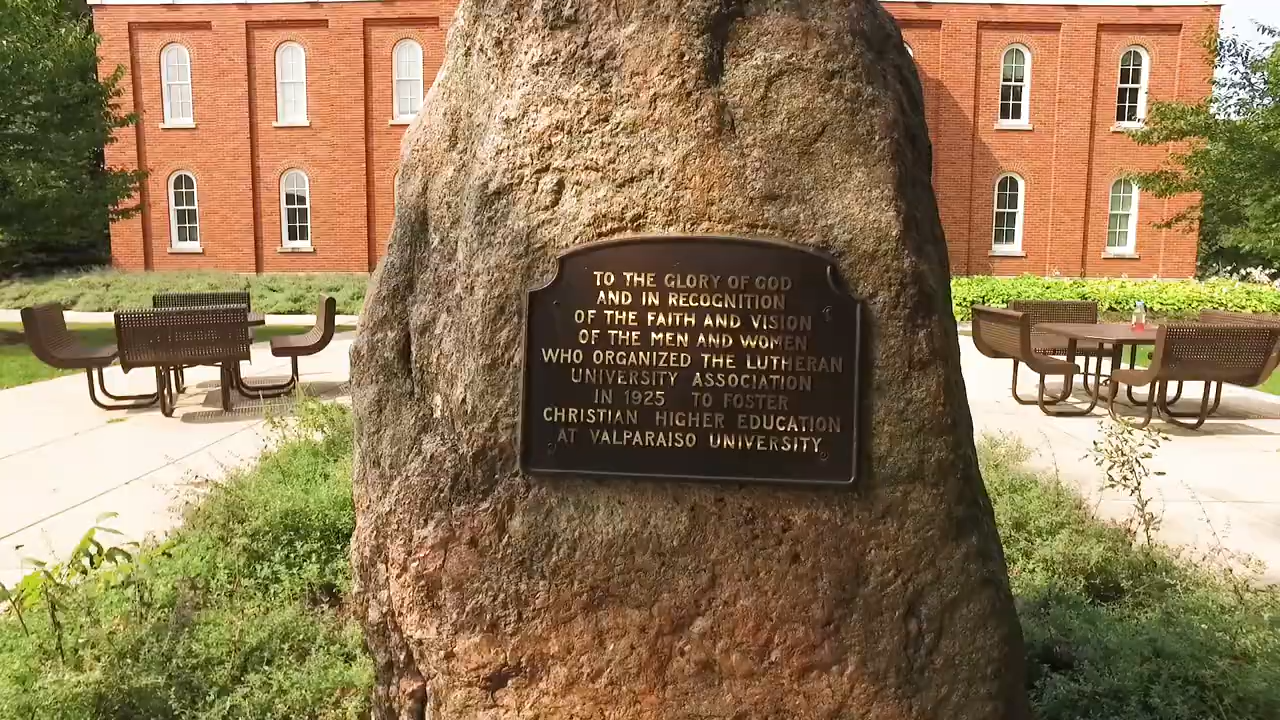 TO THE GLORY OF GOD
AND IN RECOGNITION
OF THE FAITH AND VISION
OF THE MEN AND WOMEN
WHO ORGANIZED THE LUTHERAN
UNIVERSITY ASSOCIATION
IN 1925 TO FOSTER
CHRISTIAN HIGHER EDUCATION
AT VALPARAISO UNIVERSITY